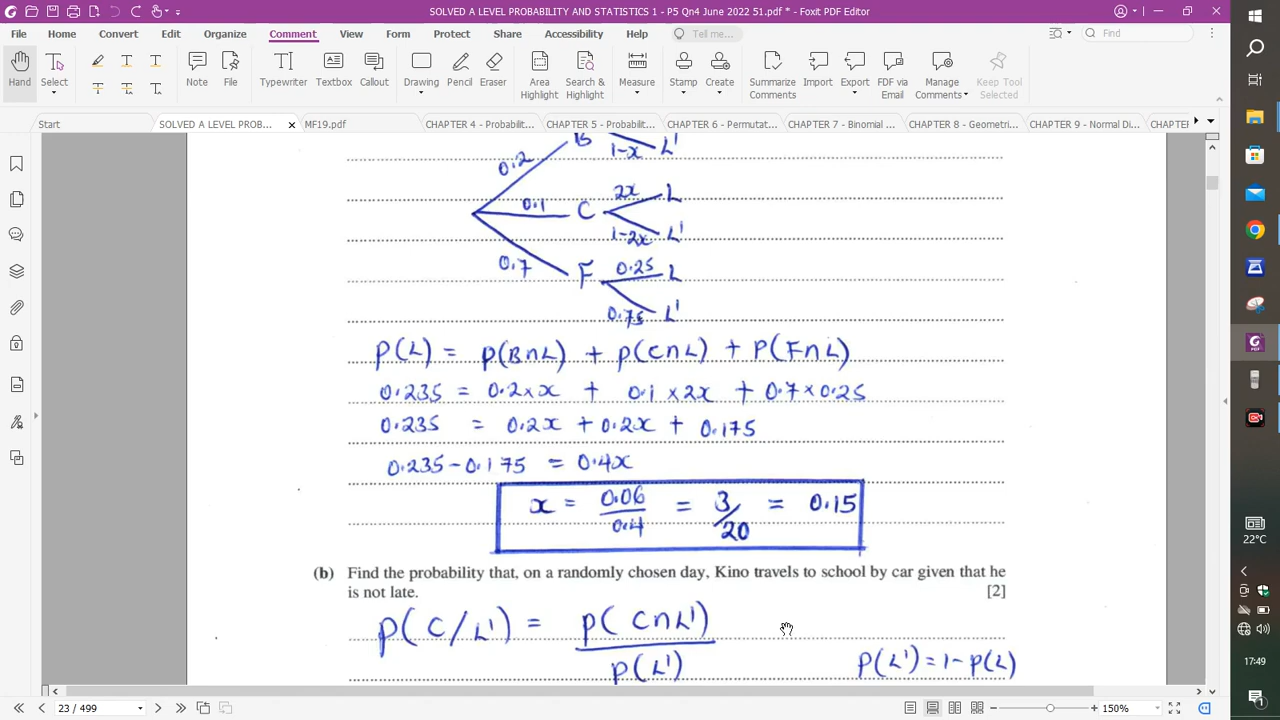 SOLVED A LEVEL PROBABILITY AND STATISTICS 1 - P5 Qn4 June 2022 51.pdf * - Foxit PDF Editor
File Home Convert Edit Organize Comment View Form Protect Share Accessibility Help Tell me... Find
Hand Select Note File Typewriter Textbox Callout Drawing Pencil Eraser Area Highlight Search & Highlight Measure Stamp Create Summarize Comments Import Export FDF via Email Manage Comments Keep Tool Selected
Start SOLVED A LEVEL PROB... MF19.pdf CHAPTER 4 - Probabilit... CHAPTER 5 - Probabilit... CHAPTER 6 - Permutat... CHAPTER 7 - Binomial ... CHAPTER 8 - Geometri... CHAPTER 9 - Normal Di... CHAPTE
0.2 B 1-x L'
2x L
0.1 C
1-2x L'
0.7 F 0.25 L
0.75 L'
P(L) = P(B∩L) + P(C∩L) + P(F∩L)
0.235 = 0.2×x + 0.1×2x + 0.7×0.25
0.235 = 0.2x + 0.2x + 0.175
0.235-0.175 = 0.4x
x = 0.06/0.4 = 3/20 = 0.15
(b) Find the probability that, on a randomly chosen day, Kino travels to school by car given that he
is not late. [2]
P(C/L') = P(C∩L')
P(L') P(L') = 1-P(L)
23 / 499 150%
22°C
17:49